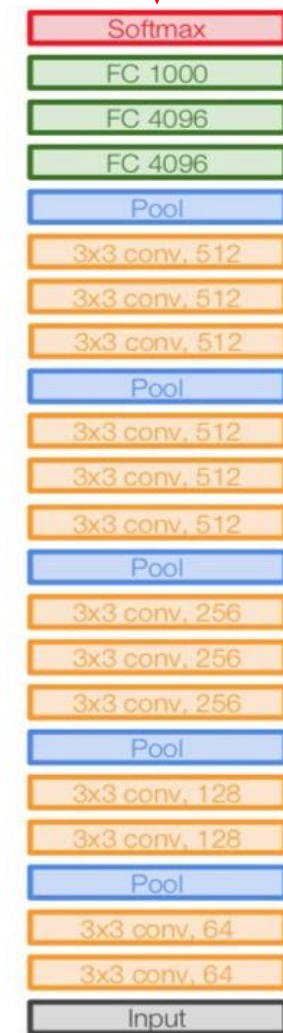 Softmax
FC 1000
FC 4096
FC 4096
Pool
3x3 conv, 512
3x3 conv, 512
3x3 conv, 512
Pool
3x3 conv, 512
3x3 conv, 512
3x3 conv, 512
Pool
3x3 conv, 256
3x3 conv, 256
3x3 conv, 256
Pool
3x3 conv, 128
3x3 conv, 128
Pool
3x3 conv, 64
3x3 conv, 64
Input